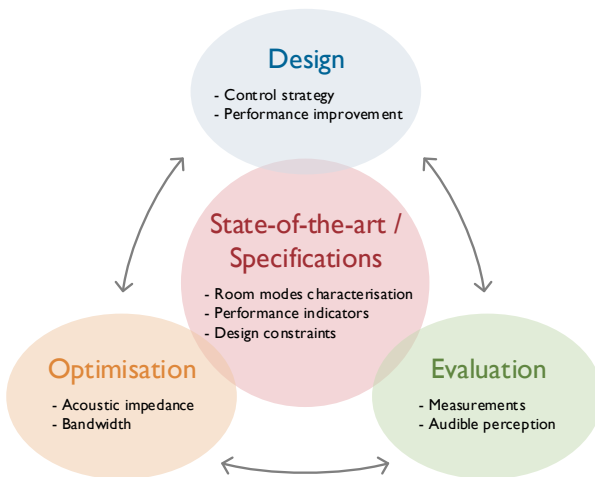 Design
- Control strategy
- Performance improvement
State-of-the-art /
Specifications
- Room modes characterisation
- Performance indicators
- Design constraints
Optimisation
- Acoustic impedance
- Bandwidth
Evaluation
- Measurements
- Audible perception